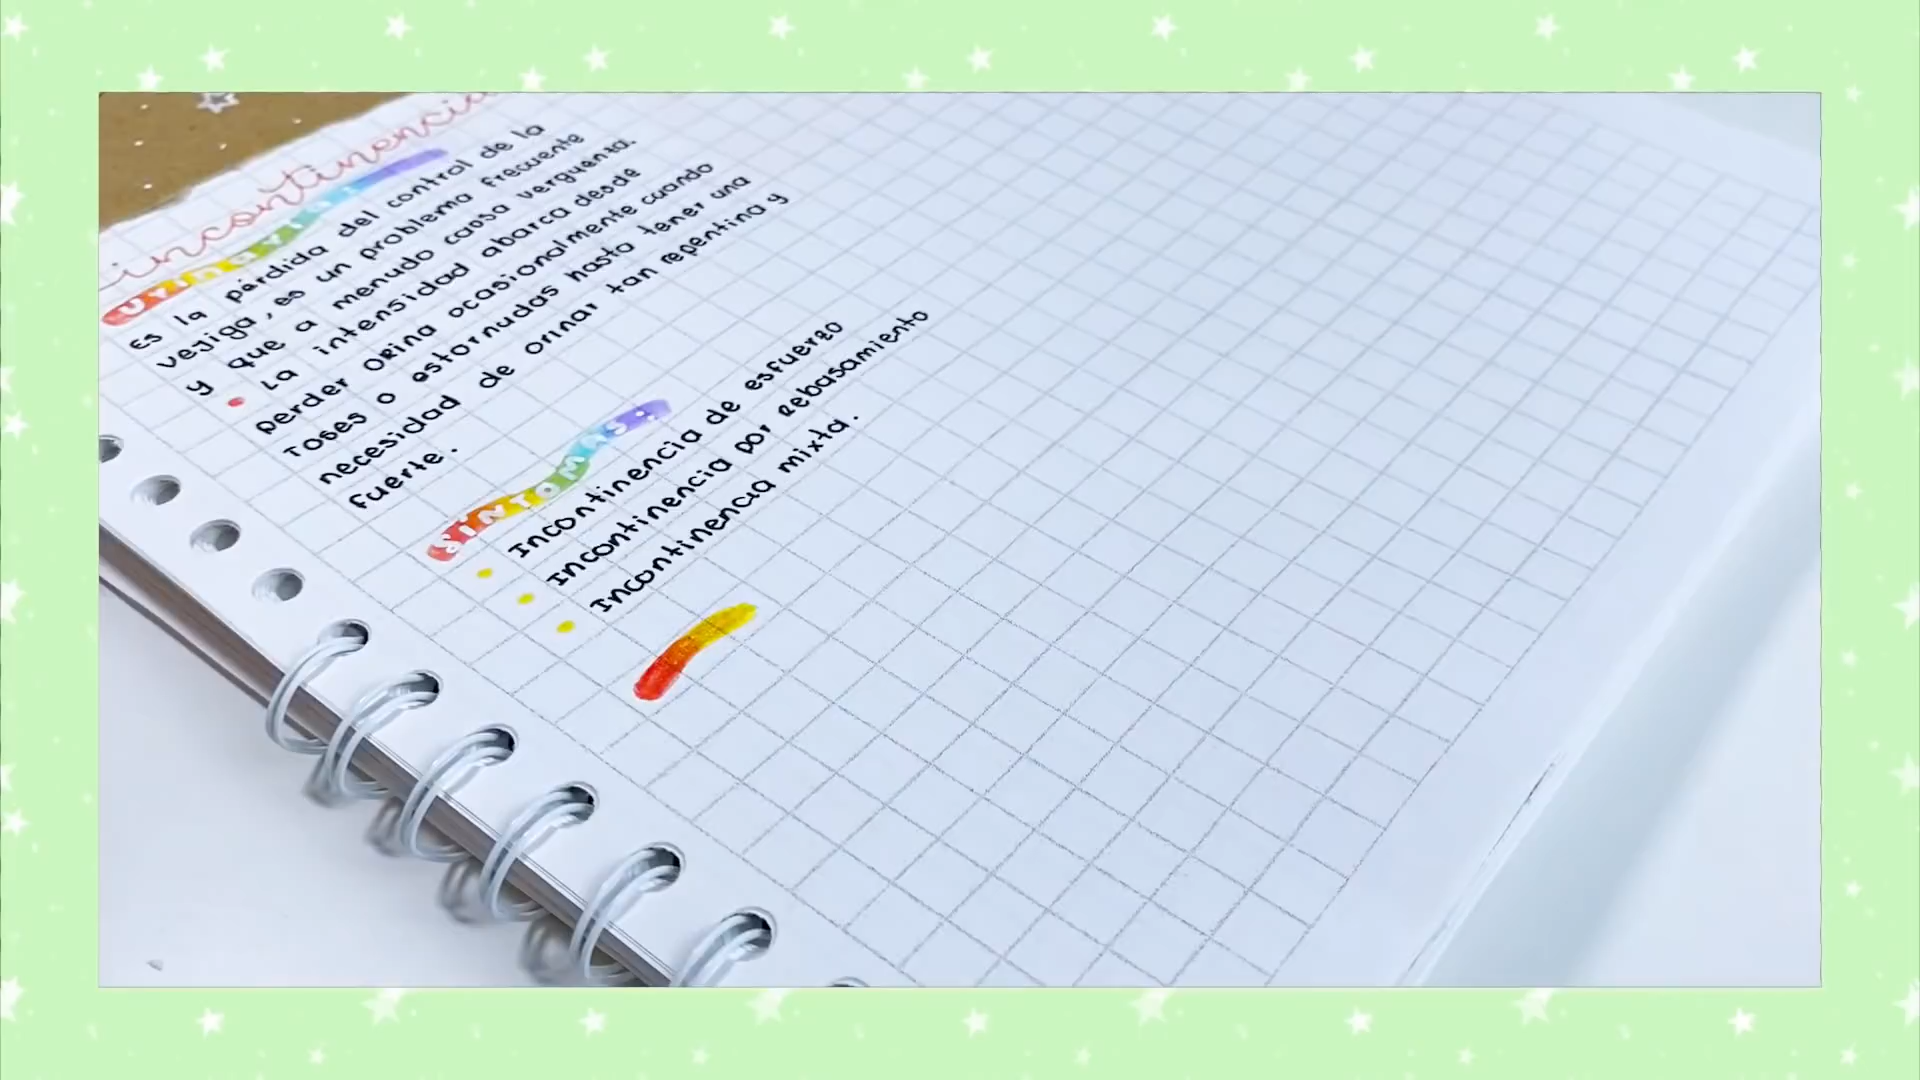 incontinencia
urinaria:
Es la pérdida del control de la
vejiga, es un problema frecuente
y que a menudo causa verguenta.
• La intensidad abarca desde
perder orina ocasionalmente cuando
Toses o estornudas hasta tener una
necesidad de orinar tan repentina y
fuerte.
SINTOMAS:
• Incontinencia de esfuerzo
• Incontinencia por rebasamiento
• Incontinencia mixta.